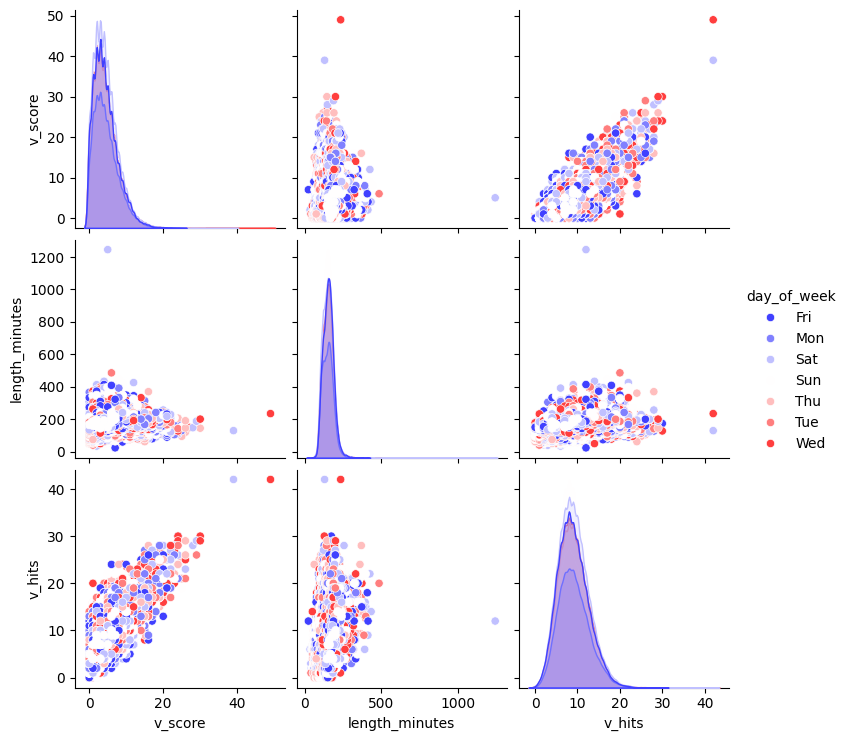 50
40
30
20
10
0
v_score
1200
1000
800
600
400
200
0
length_minutes
day_of_week
Fri
Mon
Sat
Sun
Thu
Tue
Wed
40
30
20
10
0
v_hits
0 20 40
v_score
0 500 1000
length_minutes
0 10 20 30 40
v_hits